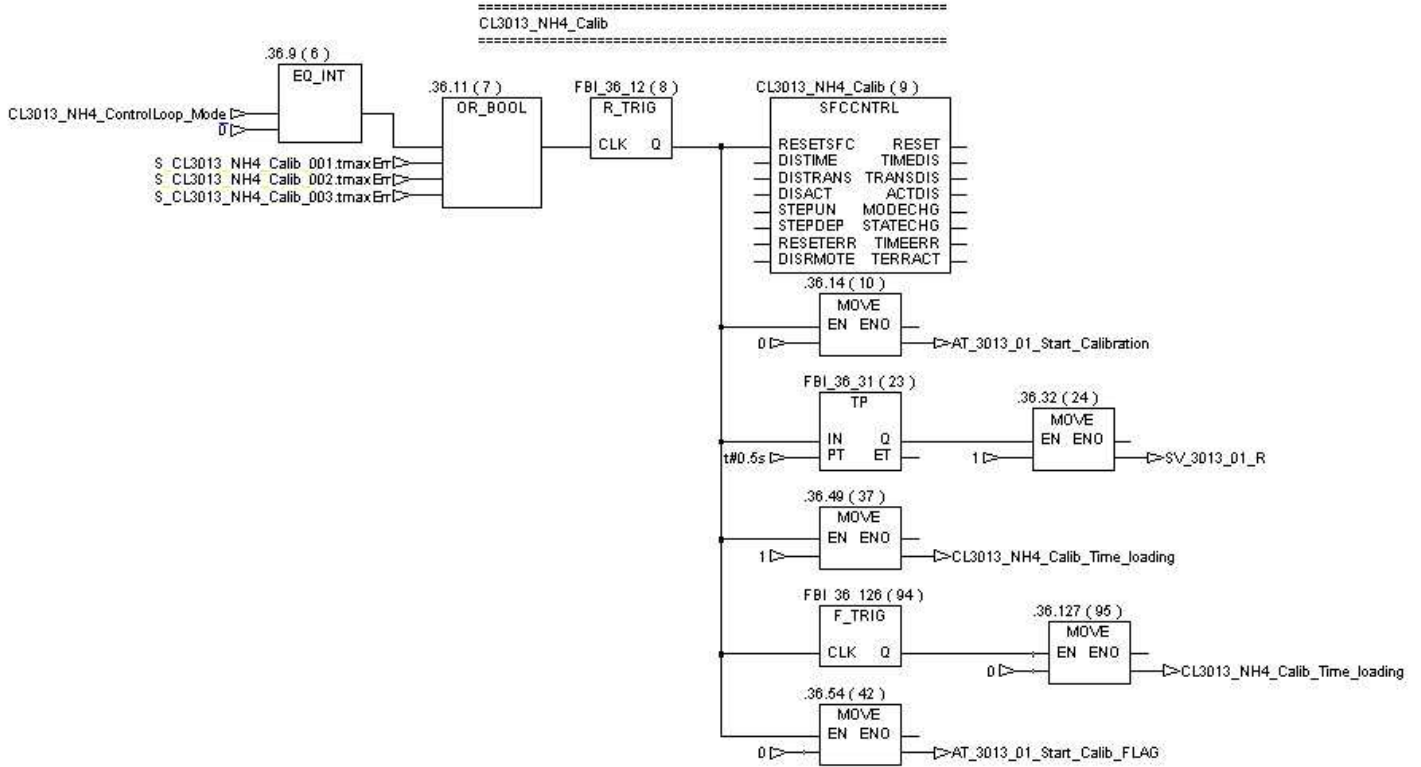 ================================================================
CL3013_NH4_Calib
================================================================
.36.9 ( 6 )
EQ_INT
CL3013_NH4_ControlLoop_Mode
0
.36.11 ( 7 )
OR_BOOL
S_CL3013_NH4_Calib_001.tmaxErr
S_CL3013_NH4_Calib_002.tmaxErr
S_CL3013_NH4_Calib_003.tmaxErr
FBI_36_12 ( 8 )
R_TRIG
CLK Q
CL3013_NH4_Calib ( 9 )
SFCCNTRL
RESETSFC RESET
DISTIME TIMEDIS
DISTRANS TRANSDIS
DISACT ACTDIS
STEPUN MODECHG
STEPDEP STATECHG
RESETERR TIMEERR
DISRMOTE TERRACT
.36.14 ( 10 )
MOVE
EN ENO
0 AT_3013_01_Start_Calibration
FBI_36_31 ( 23 )
TP
IN Q
t#0.5s PT ET
.36.32 ( 24 )
MOVE
EN ENO
1 SV_3013_01_R
.36.49 ( 37 )
MOVE
EN ENO
1 CL3013_NH4_Calib_Time_loading
FBI_36_126 ( 94 )
F_TRIG
CLK Q
.36.127 ( 95 )
MOVE
EN ENO
0 CL3013_NH4_Calib_Time_loading
.36.54 ( 42 )
MOVE
EN ENO
0 AT_3013_01_Start_Calib_FLAG